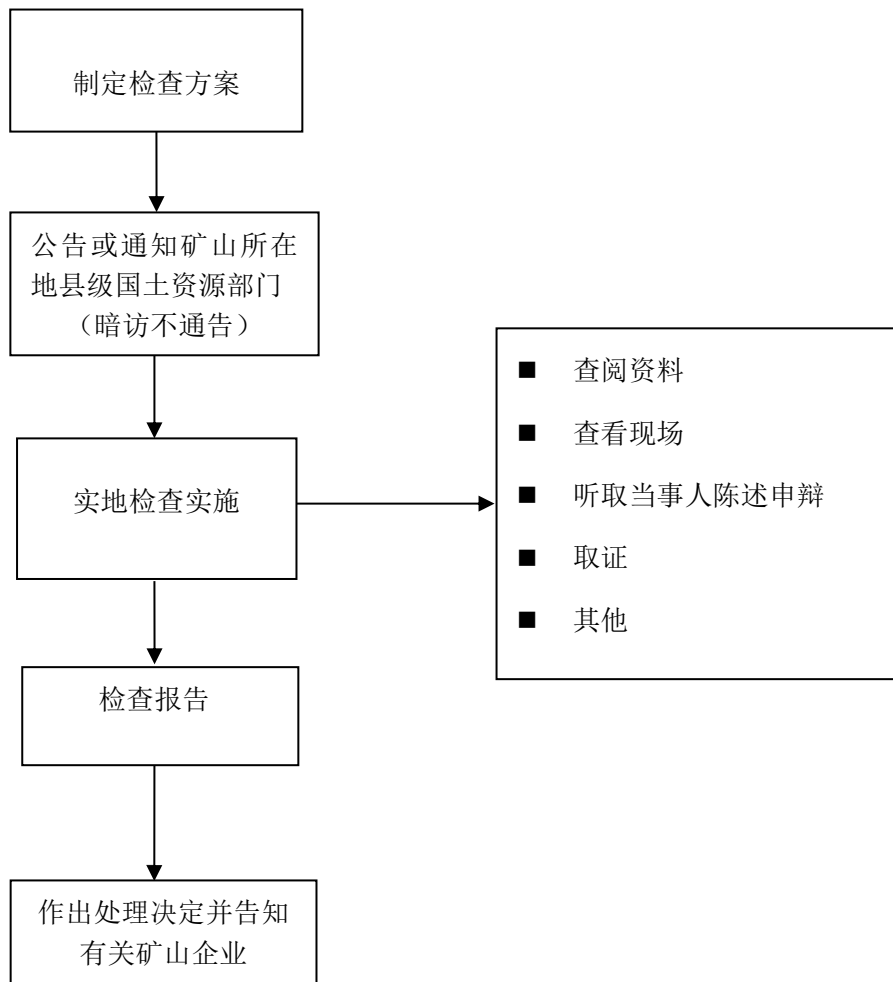 制定检查方案
公告或通知矿山所在
地县级国土资源部门
（暗访不通告）
实地检查实施
■ 查阅资料
■ 查看现场
■ 听取当事人陈述申辩
■ 取证
■ 其他
检查报告
作出处理决定并告知
有关矿山企业